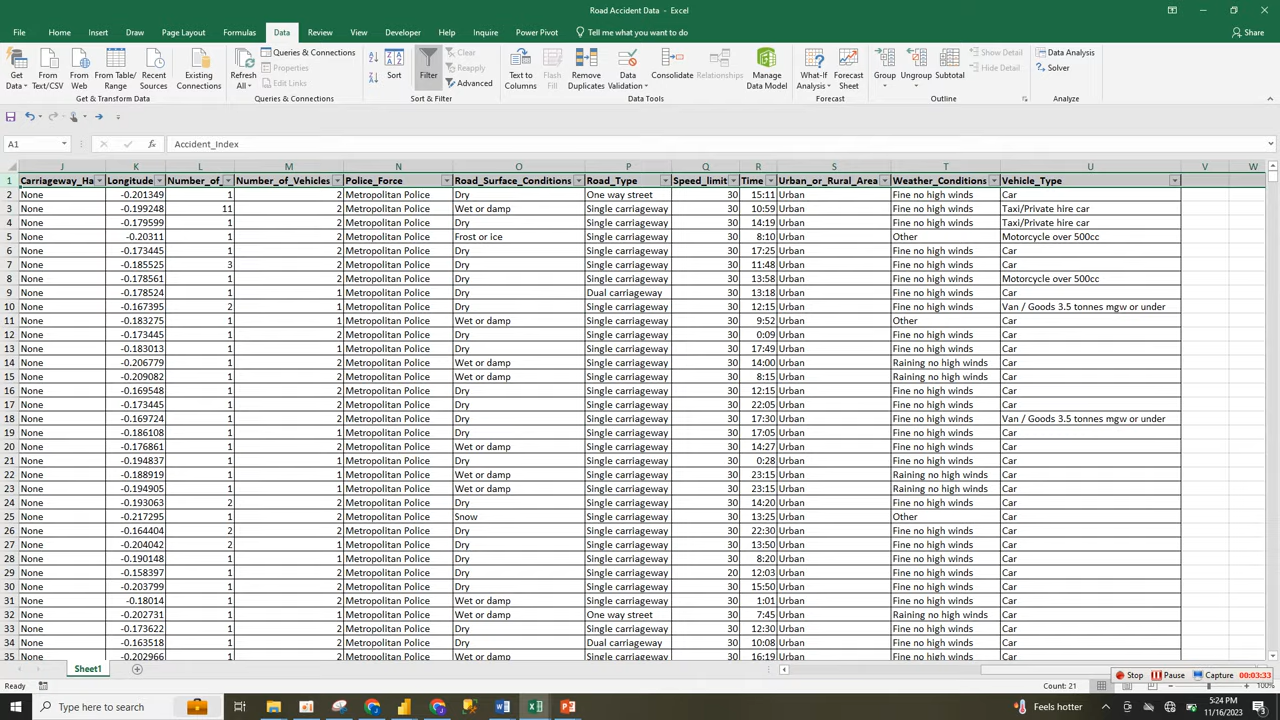 Road Accident Data - Excel
File Home Insert Draw Page Layout Formulas Data Review View Developer Help Inquire Power Pivot Tell me what you want to do Share
Get Data From Text/CSV From Web From Table/ Range Recent Sources Existing Connections Refresh All Queries & Connections Properties Edit Links Sort Filter Clear Reapply Advanced Text to Columns Flash Fill Remove Duplicates Data Validation Consolidate Relationships Manage Data Model What-If Analysis Forecast Sheet Group Ungroup Subtotal Show Detail Hide Detail Data Analysis Solver
Get & Transform Data Queries & Connections Sort & Filter Data Tools Forecast Outline Analyze
A1 fx Accident_Index
J K L M N O P Q R S T U V W
1 Carriageway_Ha Longitude Number_of_ Number_of_Vehicles Police_Force Road_Surface_Conditions Road_Type Speed_limit Time Urban_or_Rural_Area Weather_Conditions Vehicle_Type
2 None -0.201349 1 2 Metropolitan Police Dry One way street 30 15:11 Urban Fine no high winds Car
3 None -0.199248 11 2 Metropolitan Police Wet or damp Single carriageway 30 10:59 Urban Fine no high winds Taxi/Private hire car
4 None -0.179599 1 2 Metropolitan Police Dry Single carriageway 30 14:19 Urban Fine no high winds Taxi/Private hire car
5 None -0.20311 1 2 Metropolitan Police Frost or ice Single carriageway 30 8:10 Urban Other Motorcycle over 500cc
6 None -0.173445 1 2 Metropolitan Police Dry Single carriageway 30 17:25 Urban Fine no high winds Car
7 None -0.185525 3 2 Metropolitan Police Dry Single carriageway 30 11:48 Urban Fine no high winds Car
8 None -0.178561 1 2 Metropolitan Police Dry Single carriageway 30 13:58 Urban Fine no high winds Motorcycle over 500cc
9 None -0.178524 1 1 Metropolitan Police Dry Dual carriageway 30 13:18 Urban Fine no high winds Car
10 None -0.167395 2 2 Metropolitan Police Dry Single carriageway 30 12:15 Urban Fine no high winds Van / Goods 3.5 tonnes mgw or under
11 None -0.183275 1 2 Metropolitan Police Wet or damp Single carriageway 30 9:52 Urban Other Car
12 None -0.173445 1 1 Metropolitan Police Dry Single carriageway 30 0:09 Urban Fine no high winds Car
13 None -0.183013 1 1 Metropolitan Police Dry Single carriageway 30 17:49 Urban Fine no high winds Car
14 None -0.206779 1 2 Metropolitan Police Wet or damp Single carriageway 30 14:00 Urban Raining no high winds Car
15 None -0.209082 1 2 Metropolitan Police Wet or damp Single carriageway 30 8:15 Urban Raining no high winds Car
16 None -0.169548 1 2 Metropolitan Police Dry Single carriageway 30 12:15 Urban Fine no high winds Car
17 None -0.173445 1 2 Metropolitan Police Dry Single carriageway 30 22:05 Urban Fine no high winds Car
18 None -0.169724 1 2 Metropolitan Police Dry Single carriageway 30 17:30 Urban Fine no high winds Van / Goods 3.5 tonnes mgw or under
19 None -0.186108 1 1 Metropolitan Police Dry Single carriageway 30 17:05 Urban Fine no high winds Car
20 None -0.176861 1 2 Metropolitan Police Wet or damp Single carriageway 30 14:27 Urban Fine no high winds Car
21 None -0.194837 1 1 Metropolitan Police Dry Single carriageway 30 0:28 Urban Fine no high winds Car
22 None -0.188919 1 1 Metropolitan Police Wet or damp Single carriageway 30 23:15 Urban Raining no high winds Car
23 None -0.194905 1 1 Metropolitan Police Wet or damp Single carriageway 30 23:15 Urban Raining no high winds Car
24 None -0.193063 2 2 Metropolitan Police Dry Single carriageway 30 14:20 Urban Fine no high winds Car
25 None -0.217295 1 2 Metropolitan Police Snow Single carriageway 30 13:25 Urban Other Car
26 None -0.164404 2 2 Metropolitan Police Dry Single carriageway 30 22:30 Urban Fine no high winds Car
27 None -0.204042 2 1 Metropolitan Police Dry Single carriageway 30 13:50 Urban Fine no high winds Car
28 None -0.190148 1 1 Metropolitan Police Dry Single carriageway 30 8:20 Urban Fine no high winds Car
29 None -0.158397 1 2 Metropolitan Police Dry Single carriageway 20 12:03 Urban Fine no high winds Car
30 None -0.203799 1 2 Metropolitan Police Dry Single carriageway 30 15:50 Urban Fine no high winds Car
31 None -0.18014 1 2 Metropolitan Police Wet or damp Single carriageway 30 1:01 Urban Fine no high winds Car
32 None -0.202731 1 2 Metropolitan Police Wet or damp One way street 30 7:45 Urban Raining no high winds Car
33 None -0.173622 1 1 Metropolitan Police Dry Single carriageway 30 12:30 Urban Fine no high winds Car
34 None -0.163518 1 2 Metropolitan Police Dry Dual carriageway 30 10:08 Urban Fine no high winds Car
35 None -0.202966 1 1 Metropolitan Police Wet or damp Single carriageway 30 16:19 Urban Fine no high winds Car
Sheet1
Stop Pause Capture 00:03:33
Ready Count: 21 100%
Type here to search Feels hotter 5:24 PM
11/16/2023